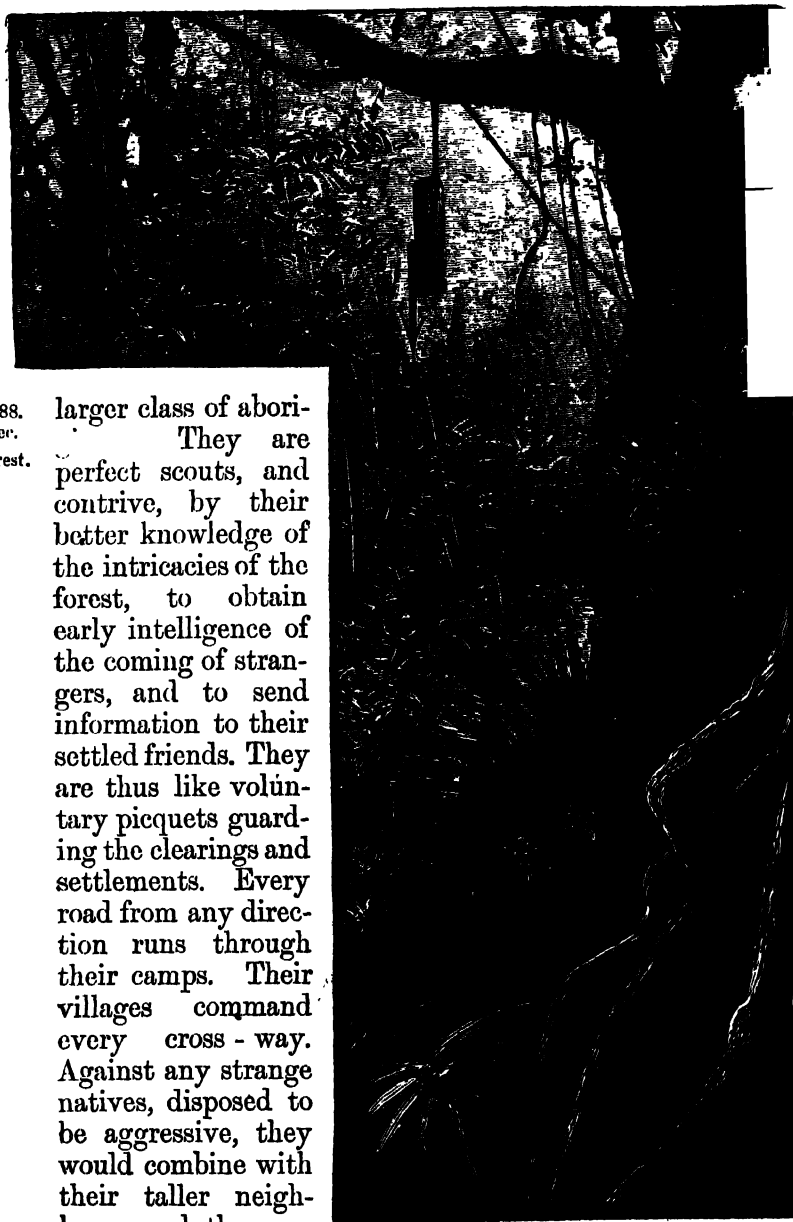 88.
rest.
larger class of abori-
They are
perfect scouts, and
contrive, by their
better knowledge of
the intricacies of the
forest, to obtain
early intelligence of
the coming of stran-
gers, and to send
information to their
settled friends. They
are thus like volun-
tary picquets guard-
ing the clearings and
settlements. Every
road from any direc-
tion runs through
their camps. Their
villages command
every cross-way.
Against any strange
natives, disposed to
be aggressive, they
would combine with
their taller neigh-